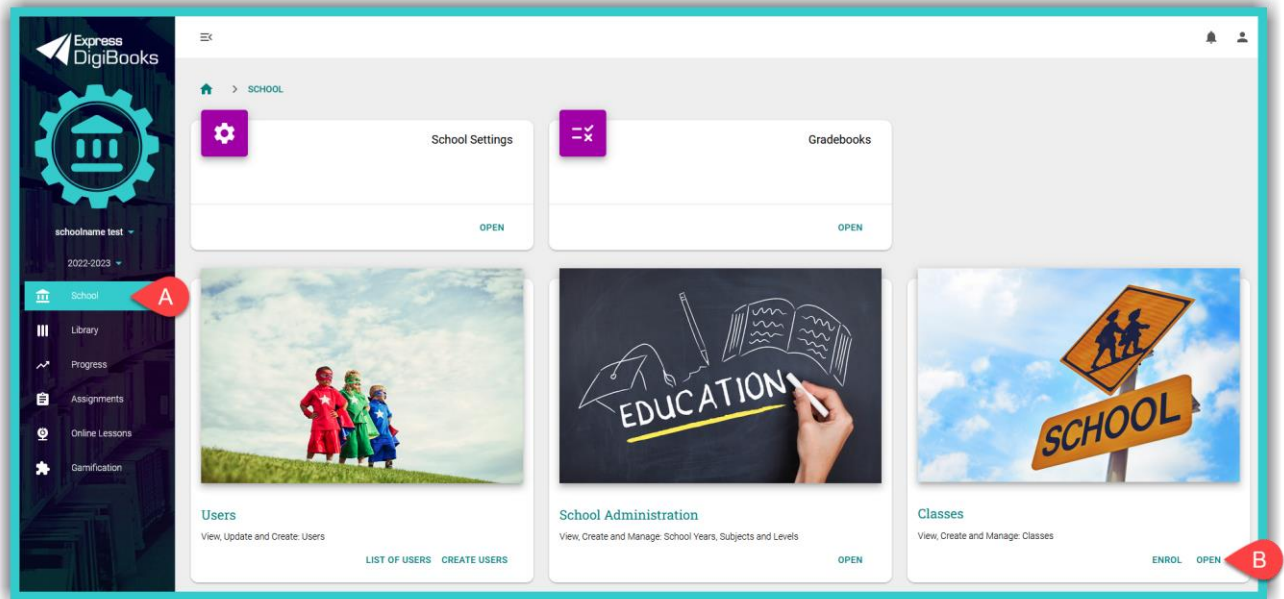 Express
DigiBooks
schoolname test
2022-2023
School
A
Library
Progress
Assignments
Online Lessons
Gamification
> SCHOOL
School Settings
OPEN
Gradebooks
OPEN
Users
View, Update and Create: Users
LIST OF USERS CREATE USERS
EDUCATION
School Administration
View, Create and Manage: School Years, Subjects and Levels
OPEN
SCHOOL
Classes
View, Create and Manage: Classes
ENROL OPEN
B